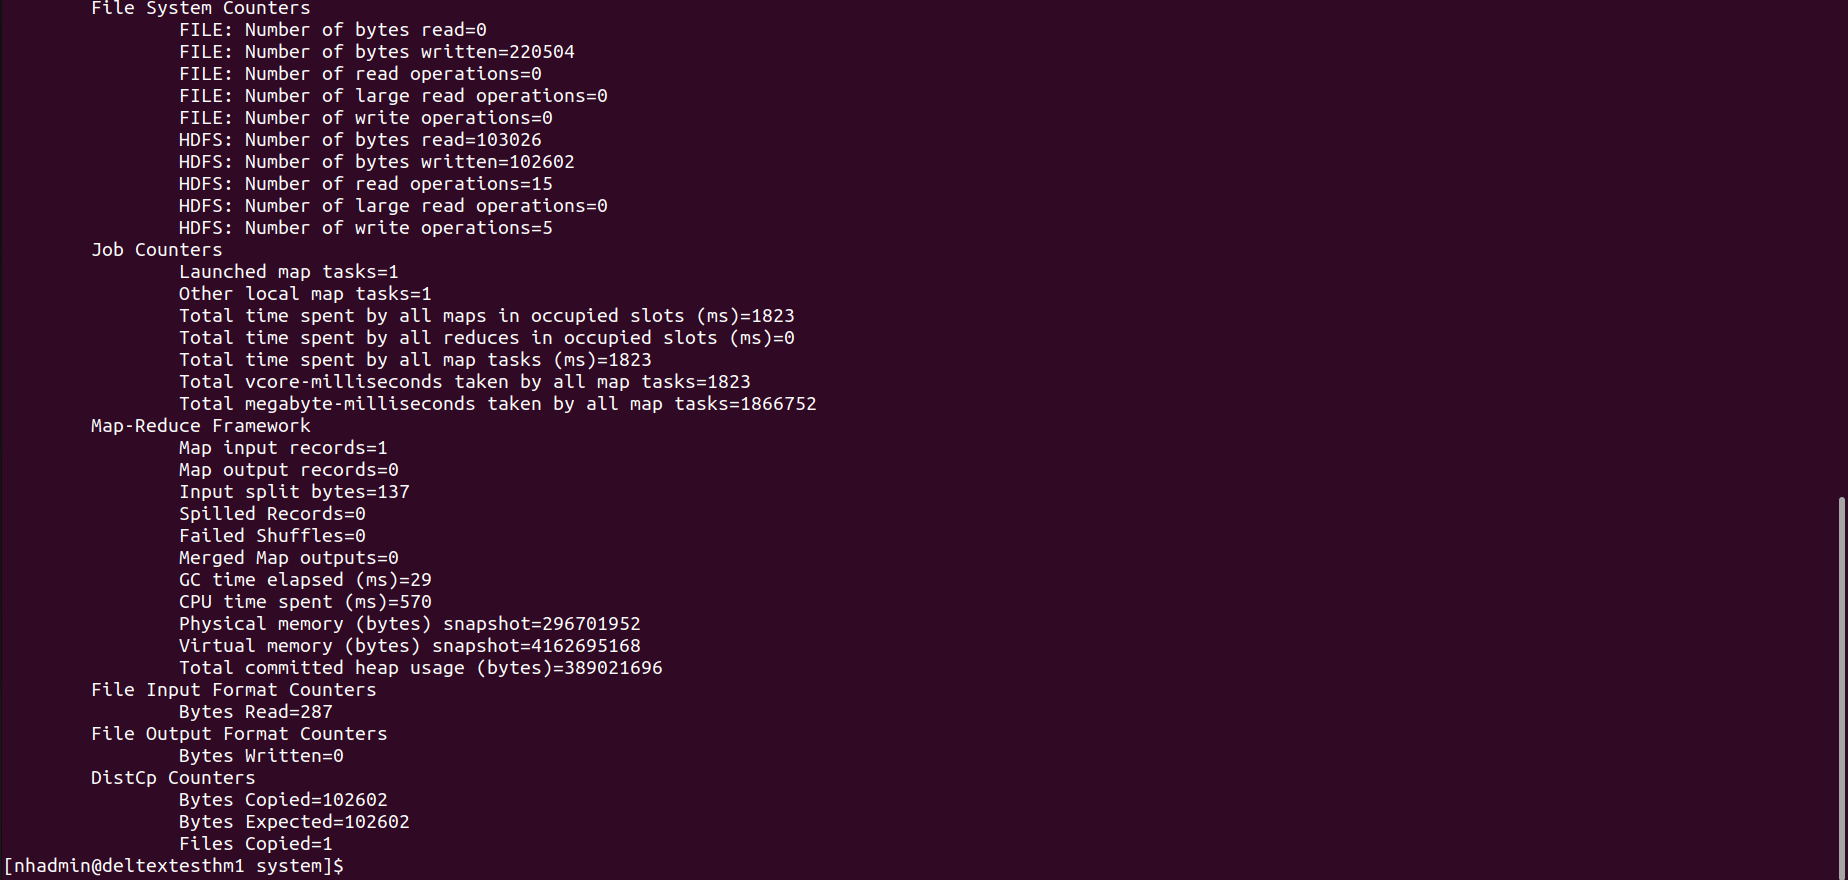 File System Counters
FILE: Number of bytes read=0
FILE: Number of bytes written=220504
FILE: Number of read operations=0
FILE: Number of large read operations=0
FILE: Number of write operations=0
HDFS: Number of bytes read=103026
HDFS: Number of bytes written=102602
HDFS: Number of read operations=15
HDFS: Number of large read operations=0
HDFS: Number of write operations=5
Job Counters
Launched map tasks=1
Other local map tasks=1
Total time spent by all maps in occupied slots (ms)=1823
Total time spent by all reduces in occupied slots (ms)=0
Total time spent by all map tasks (ms)=1823
Total vcore-milliseconds taken by all map tasks=1823
Total megabyte-milliseconds taken by all map tasks=1866752
Map-Reduce Framework
Map input records=1
Map output records=0
Input split bytes=137
Spilled Records=0
Failed Shuffles=0
Merged Map outputs=0
GC time elapsed (ms)=29
CPU time spent (ms)=570
Physical memory (bytes) snapshot=296701952
Virtual memory (bytes) snapshot=4162695168
Total committed heap usage (bytes)=389021696
File Input Format Counters
Bytes Read=287
File Output Format Counters
Bytes Written=0
DistCp Counters
Bytes Copied=102602
Bytes Expected=102602
Files Copied=1
[nhadmin@deltextesthm1 system]$